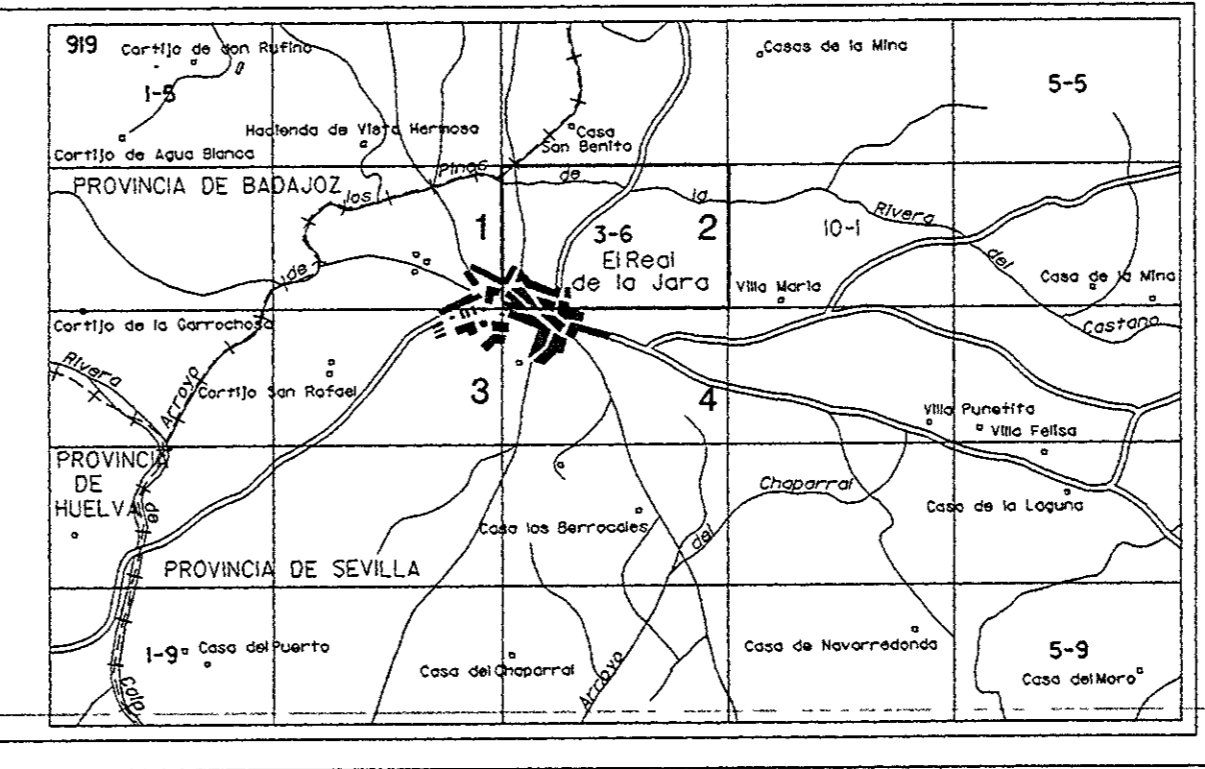 919
Cortijo de don Rufino
Casas de la Mina
1-5
5-5
Hacienda de Vista Hermosa
Casa
San Benito
Cortijo de Agua Blanca
PROVINCIA DE BADAJOZ
Arroyo de los Pinos de la
1
3-6
2
10-1
Rivera del Castano
El Real
de la Jara
Villa Maria
Casa de la Mina
Cortijo de la Garrochosa
Rivera de Cala
Cortijo San Rafael
3
4
Villa Punetita
Villa Felisa
PROVINCIA
DE
HUELVA
Arroyo del Chaparral
Casa de la Laguna
Casa los Berrocales
PROVINCIA DE SEVILLA
1-9
Casa del Puerto
Casa del Chaparral
Casa de Navarredonda
5-9
Casa del Moro